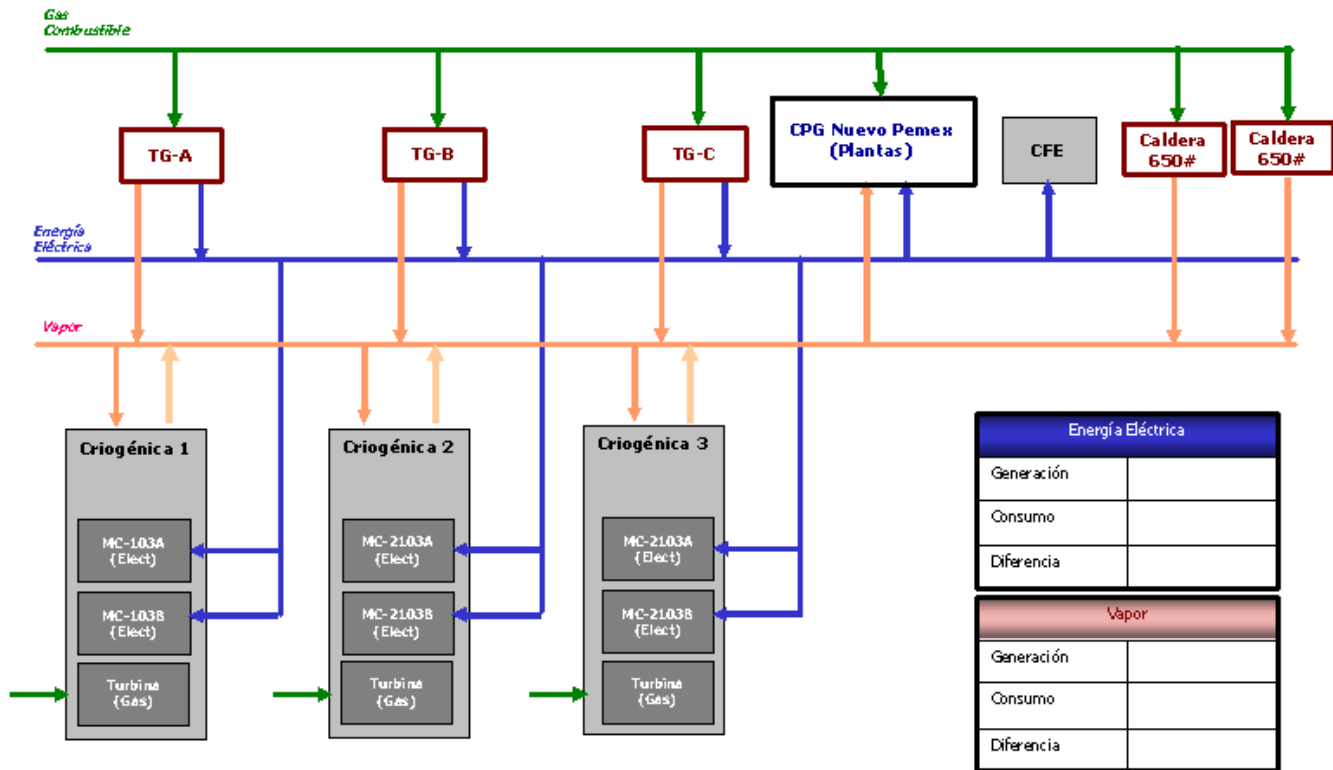 Gas
Combustible
TG-A
TG-B
TG-C
CPG Nuevo Pemex
(Plantas)
CFE
Caldera
650#
Caldera
650#
Energía
Eléctrica
Vapor
Criogénica 1
MC-103A
(Elect)
MC-103B
(Elect)
Turbina
(Gas)
Criogénica 2
MC-2103A
(Elect)
MC-2103B
(Elect)
Turbina
(Gas)
Criogénica 3
MC-2103A
(Elect)
MC-2103B
(Elect)
Turbina
(Gas)
Energía Eléctrica
Generación
Consumo
Diferencia
Vapor
Generación
Consumo
Diferencia